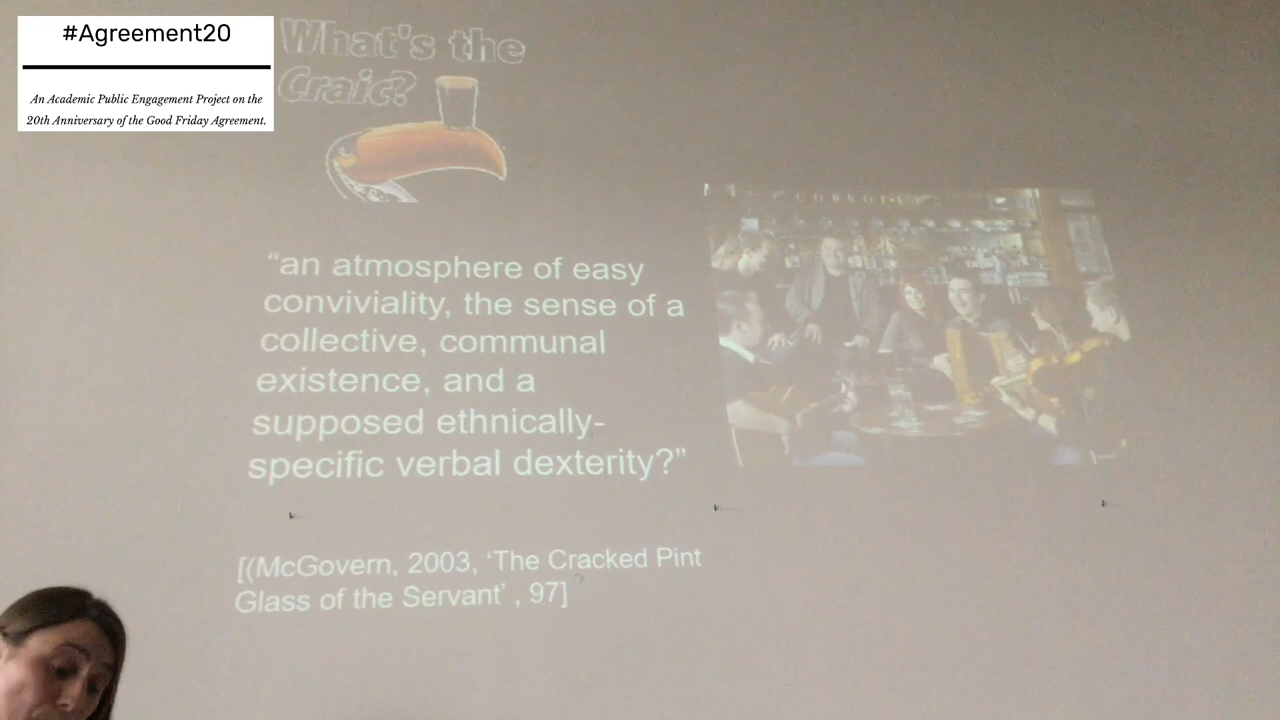 #Agreement20
An Academic Public Engagement Project on the
20th Anniversary of the Good Friday Agreement.
What's the
Craic?
“an atmosphere of easy
conviviality, the sense of a
collective, communal
existence, and a
supposed ethnically-
specific verbal dexterity?”
[(McGovern, 2003, ‘The Cracked Pint
Glass of the Servant’ , 97]